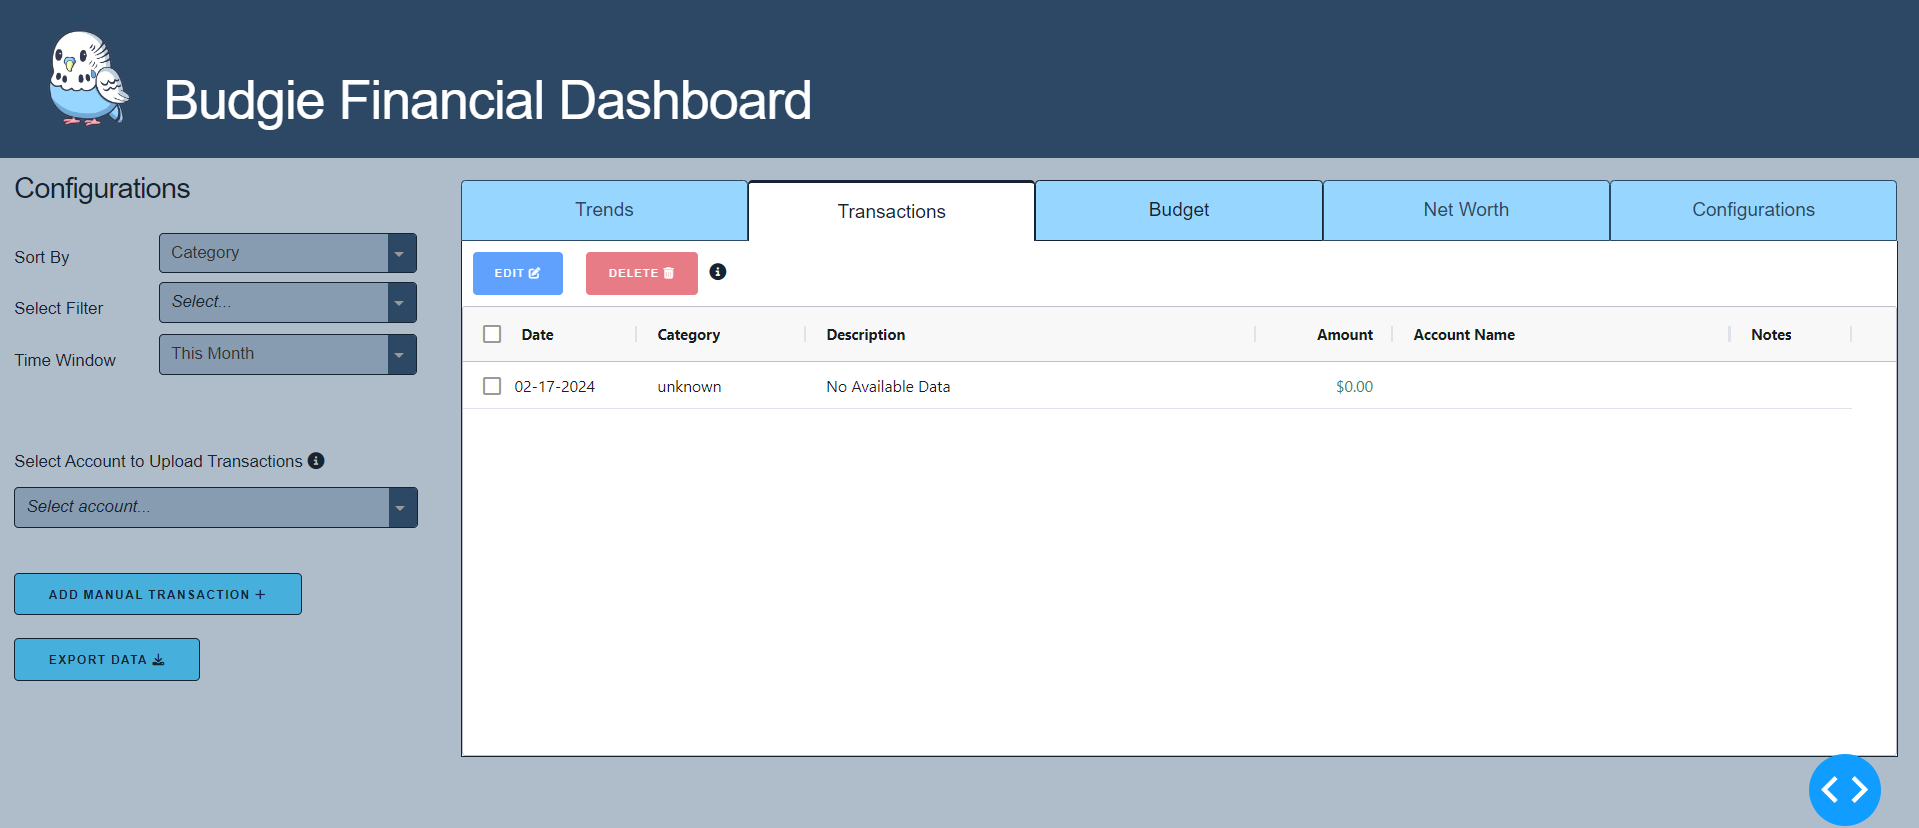 Budgie Financial Dashboard
Configurations
Sort By
Category
Select Filter
Select...
Time Window
This Month
Select Account to Upload Transactions
Select account...
ADD MANUAL TRANSACTION
EXPORT DATA
Trends Transactions Budget Net Worth Configurations
EDIT DELETE
Date Category Description Amount Account Name Notes
02-17-2024 unknown No Available Data $0.00